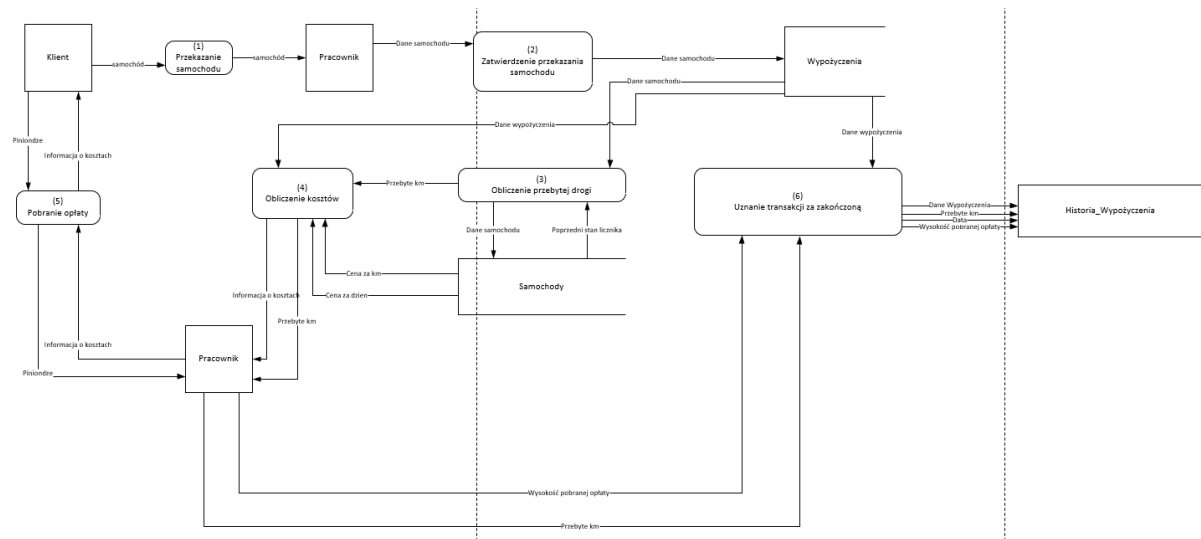 Klient
samochód
(1)
Przekazanie
samochodu
samochód
Pracownik
Dane samochodu
(2)
Zatwierdzenie przekazania
samochodu
Dane samochodu
Wypożyczenia
Dane samochodu
Dane wypożyczenia
Dane wypożyczenia
Piniondze
Informacja o kosztach
(5)
Pobranie opłaty
(4)
Obliczenie kosztów
Przebyte km
(3)
Obliczenie przebytej drogi
(6)
Uznanie transakcji za zakończoną
Dane Wypożyczenia
Przebyte km
Data
Wysokość pobranej opłaty
Historia_Wypożyczenia
Dane samochodu
Poprzedni stan licznika
Cena za km
Cena za dzien
Samochody
Informacja o kosztach
Przebyte km
Informacja o kosztach
Piniondze
Pracownik
Wysokość pobranej opłaty
Przebyte km